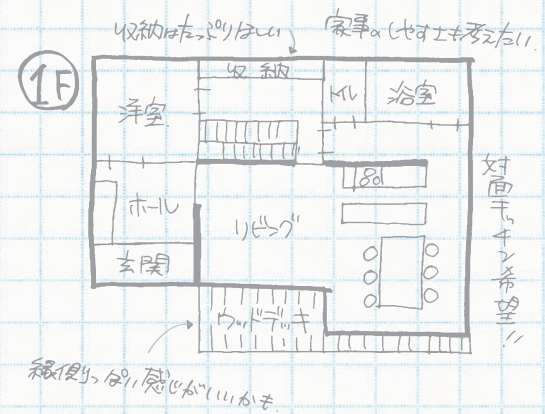 収納はたっぷりほしい
家事のしやすさも考えたい
1F
収納
洋室
トイレ
浴室
ホール
リビング
玄関
ウッドデッキ
対面キッチン希望!!
縁側っぽい感じがいいかも